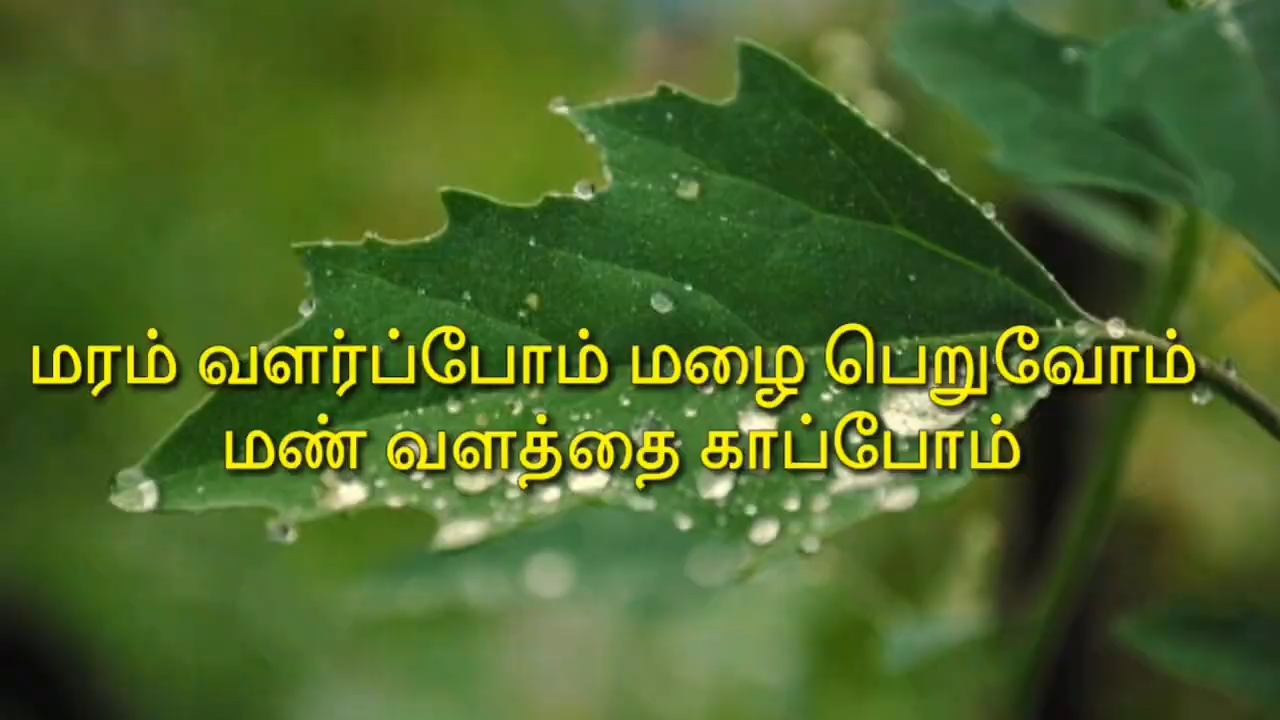 மரம் வளர்ப்போம் மழை பெறுவோம்
மண் வளத்தை காப்போம்